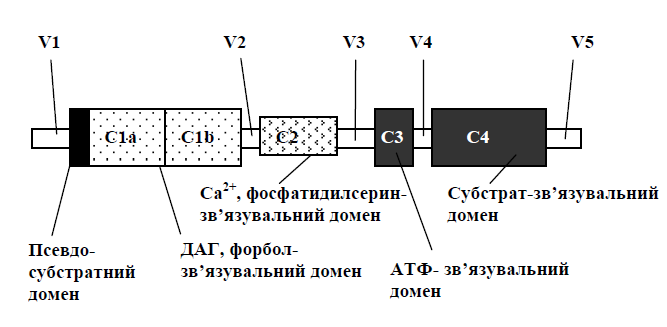 V1
V2
V3
V4
V5
C1a
C1b
C2
C3
C4
Ca2+, фосфатидилсерин-
зв’язувальний домен
Субстрат-зв’язувальний
домен
Псевдо-
субстратний
домен
ДАГ, форбол-
зв’язувальний домен
АТФ- зв’язувальний
домен